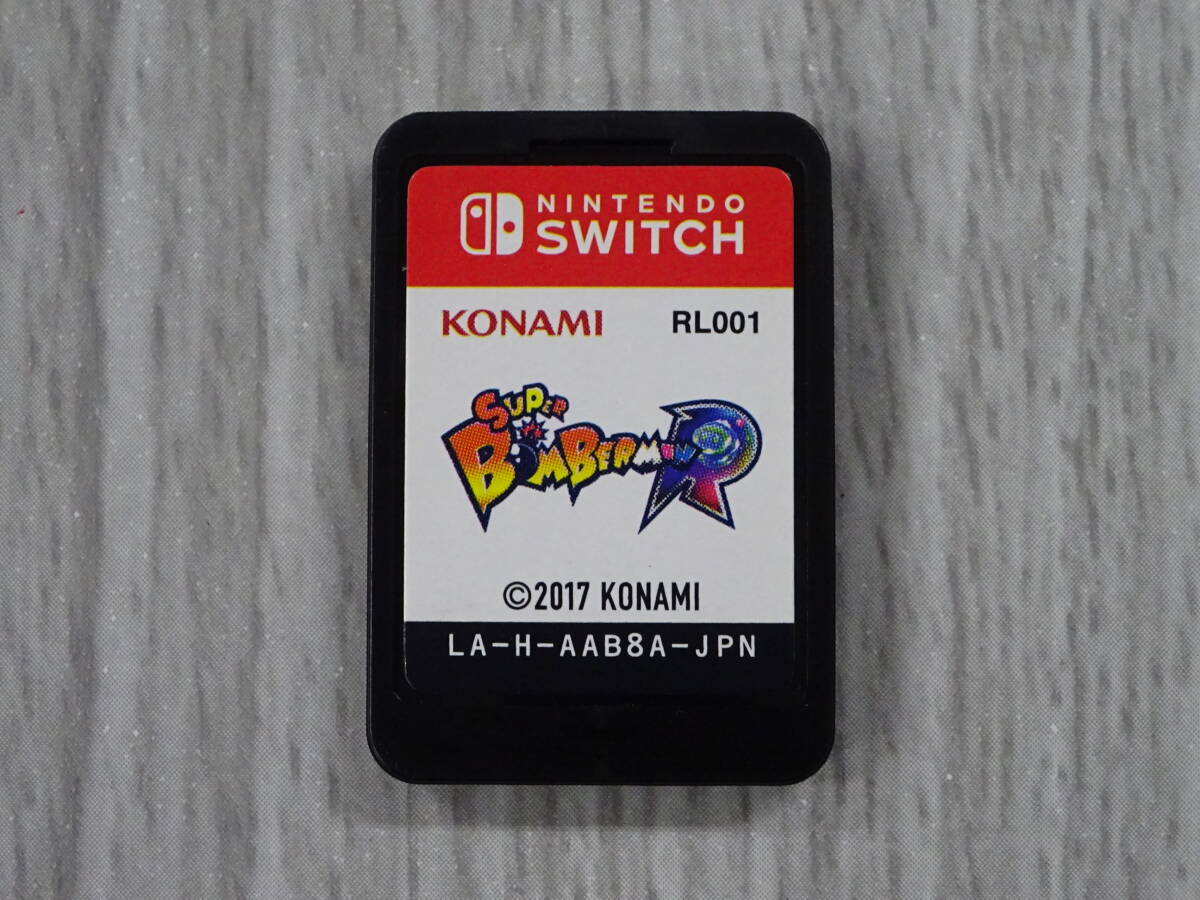 NINTENDO
SWITCH
KONAMI RL001
SUPER
BOMBERMAN R
©2017 KONAMI
LA-H-AAB8A-JPN